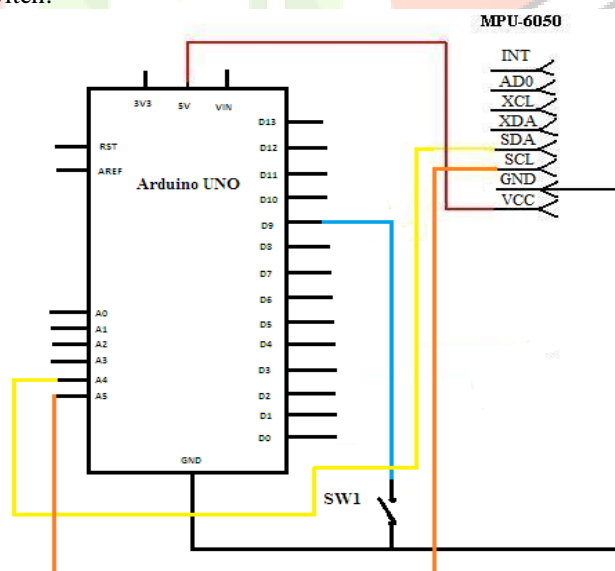 MPU-6050
INT
AD0
XCL
XDA
SDA
SCL
GND
VCC
3V3
5V
VIN
RST
AREF
Arduino UNO
D13
D12
D11
D10
D9
D8
D7
D6
D5
D4
D3
D2
D1
D0
A0
A1
A2
A3
A4
A5
GND
SW1